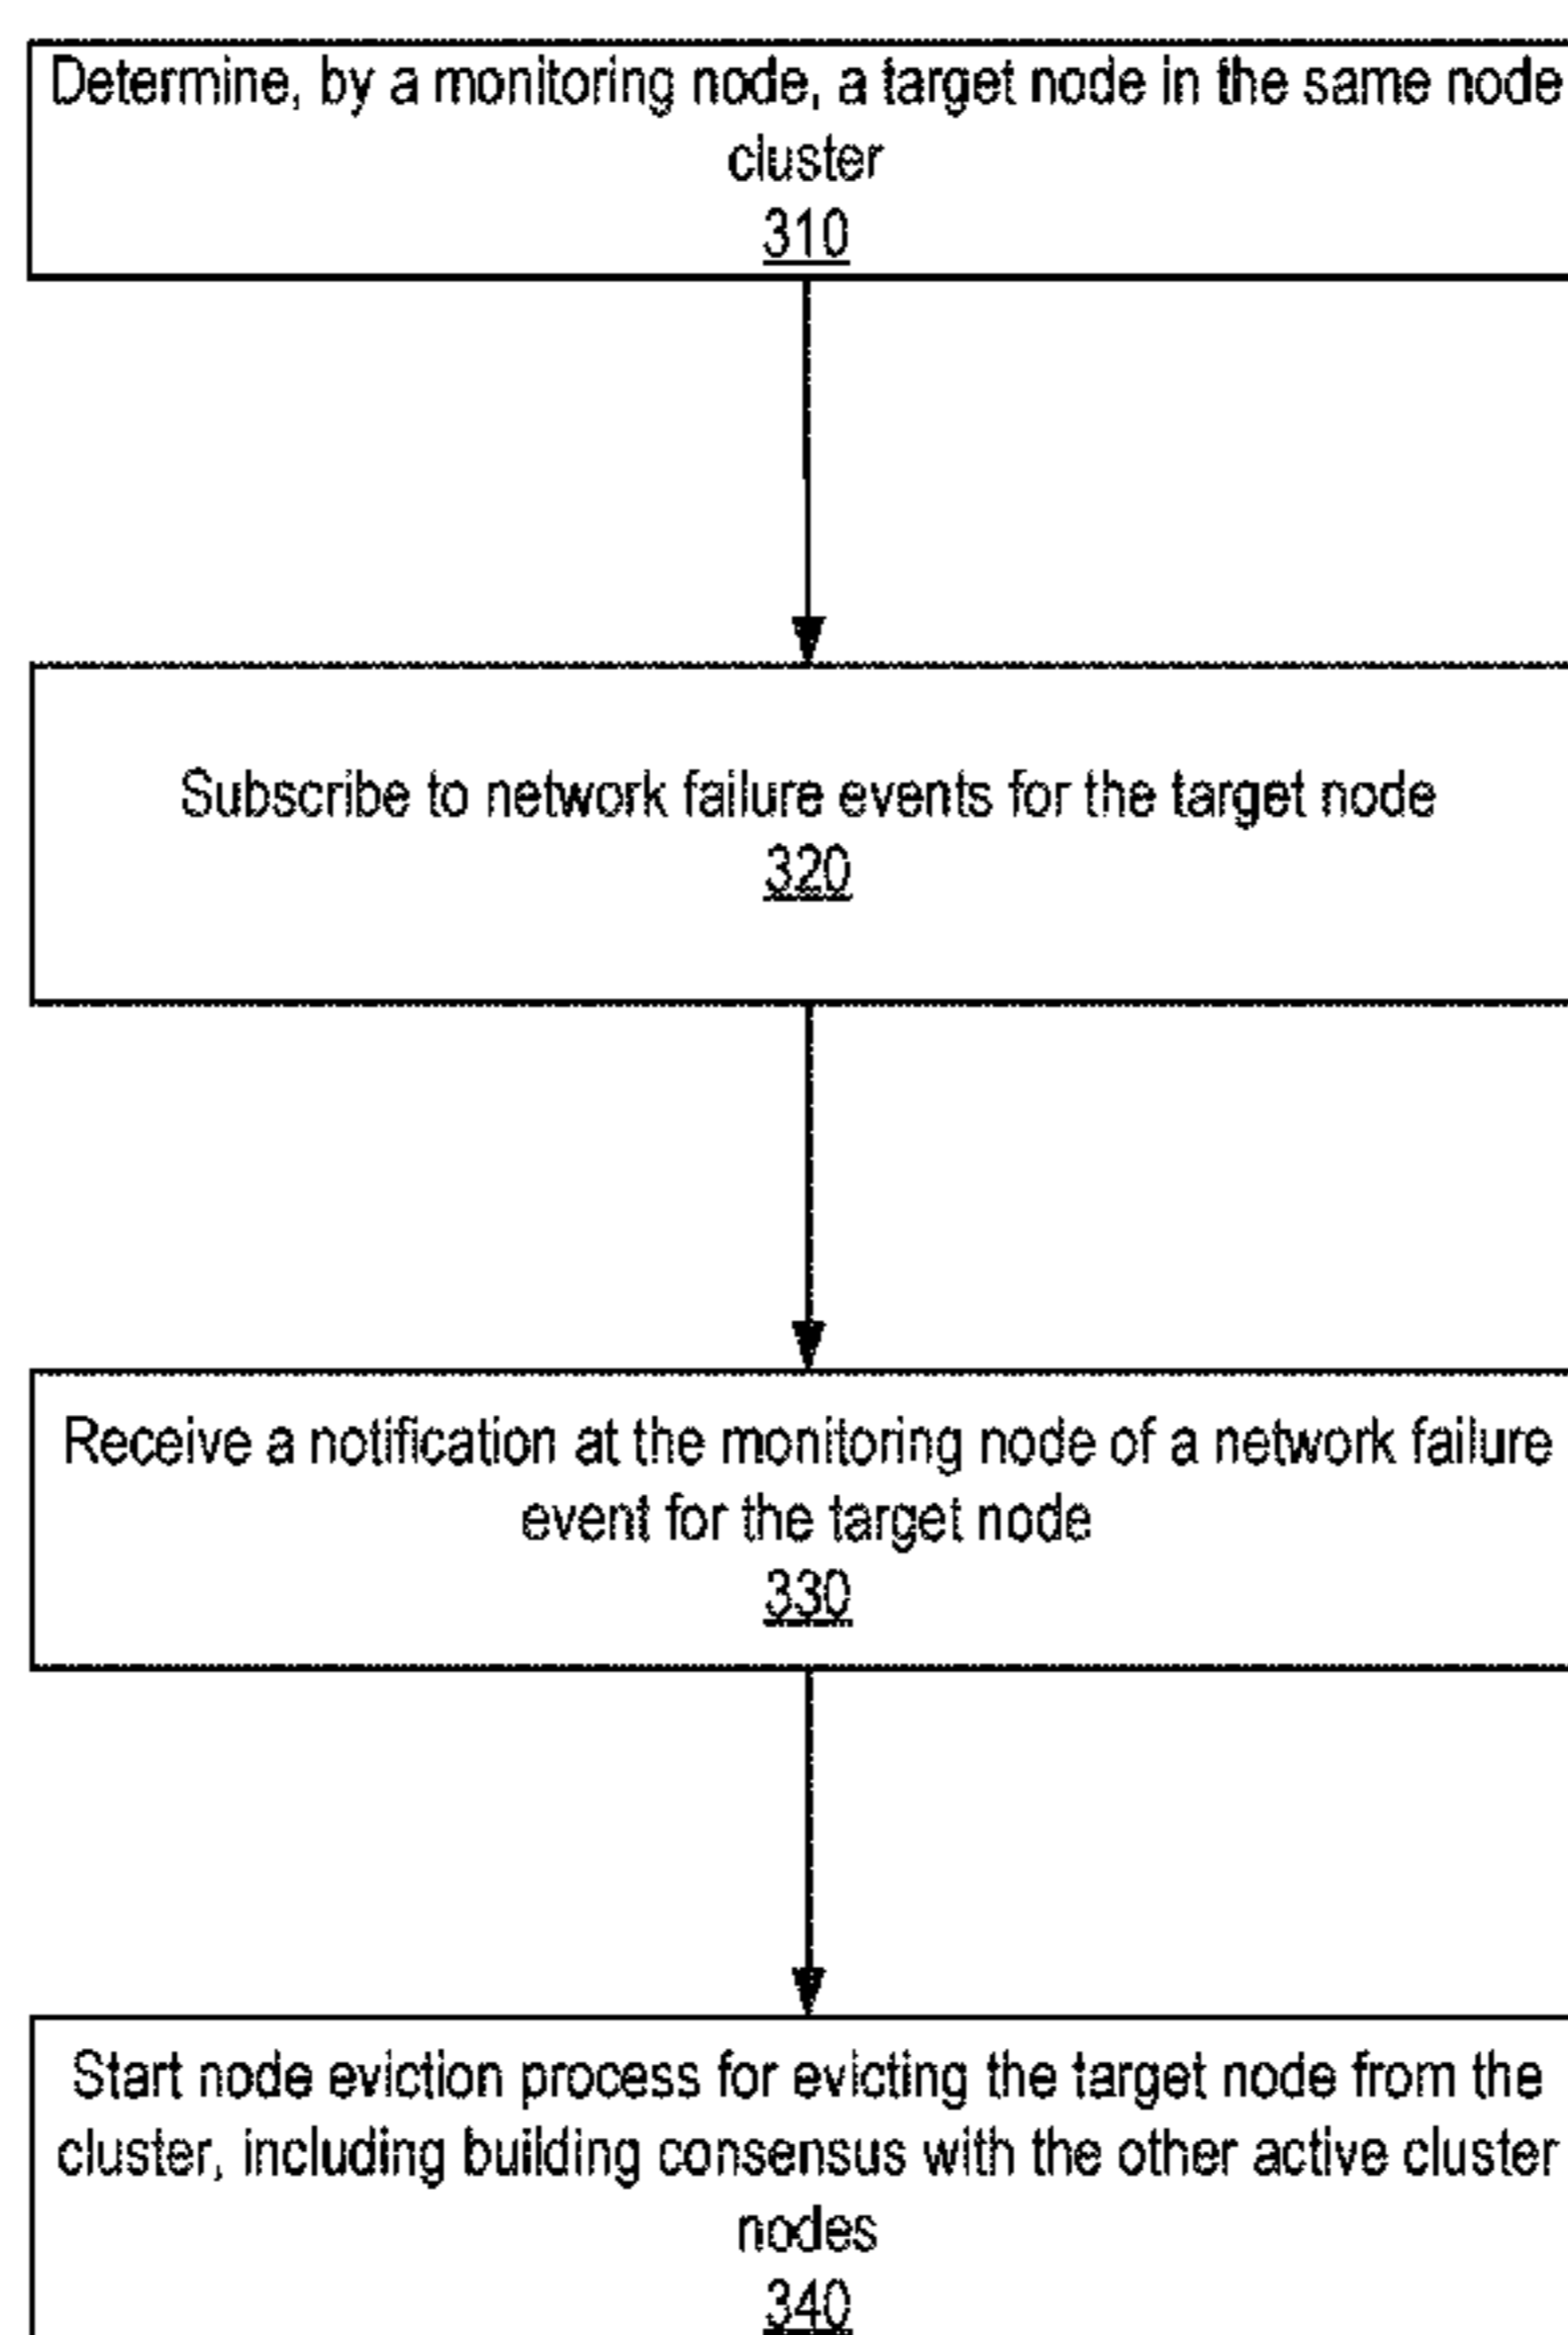 Determine, by a monitoring node, a target node in the same node
cluster
310
Subscribe to network failure events for the target node
320
Receive a notification at the monitoring node of a network failure
event for the target node
330
Start node eviction process for evicting the target node from the
cluster, including building consensus with the other active cluster
nodes
340